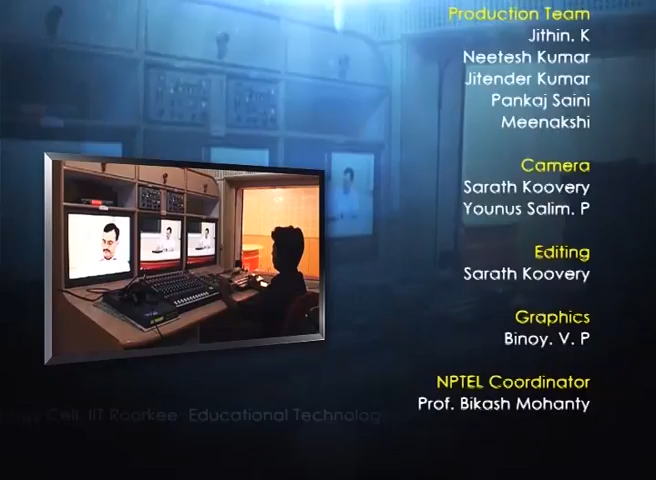 Production Team
Jithin. K
Neetesh Kumar
Jitender Kumar
Pankaj Saini
Meenakshi
Camera
Sarath Koovery
Younus Salim. P
Editing
Sarath Koovery
Graphics
Binoy. V. P
NPTEL Coordinator
Prof. Bikash Mohanty
Cell, IIT Roorkee Educational